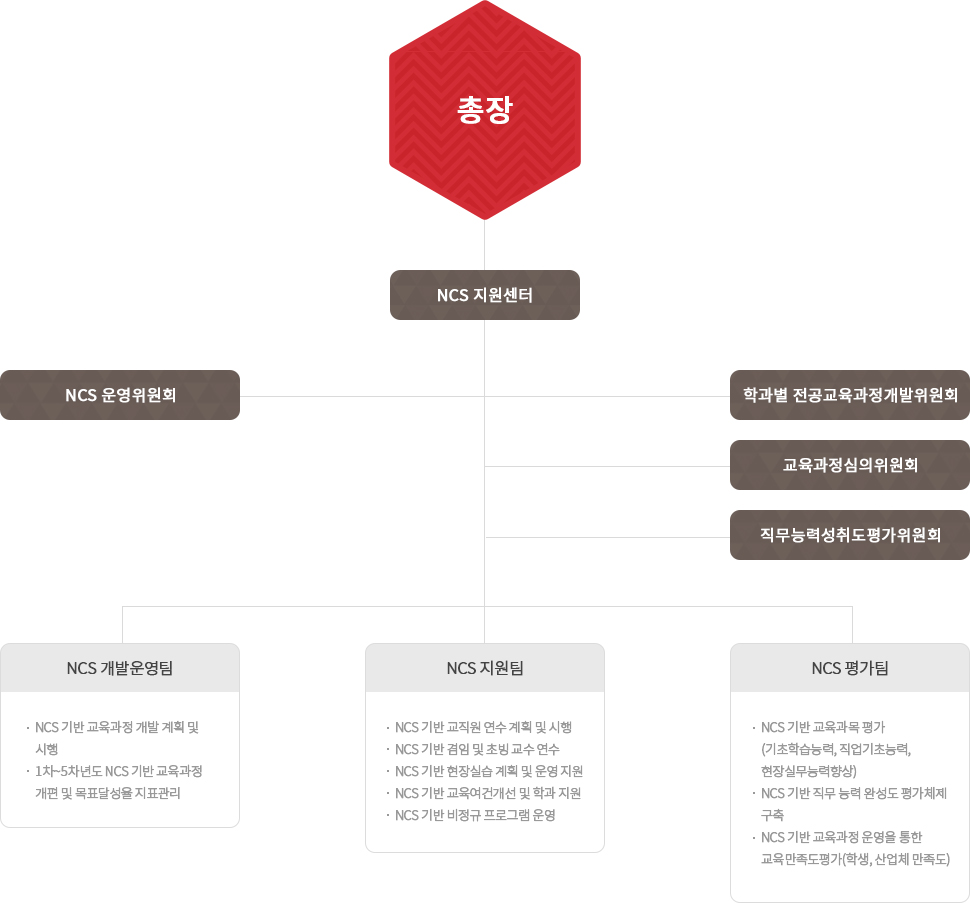 총장
NCS 지원센터
NCS 운영위원회
학과별 전공교육과정개발위원회
교육과정심의위원회
직무능력성취도평가위원회
NCS 개발운영팀
· NCS 기반 교육과정 개발 계획 및
시행
· 1차~5차년도 NCS 기반 교육과정
개편 및 목표달성율 지표관리
NCS 지원팀
· NCS 기반 교직원 연수 계획 및 시행
· NCS 기반 겸임 및 초빙 교수 연수
· NCS 기반 현장실습 계획 및 운영 지원
· NCS 기반 교육여건개선 및 학과 지원
· NCS 기반 비정규 프로그램 운영
NCS 평가팀
· NCS 기반 교육과목 평가
(기초학습능력, 직업기초능력,
현장실무능력향상)
· NCS 기반 직무 능력 완성도 평가체제
구축
· NCS 기반 교육과정 운영을 통한
교육만족도평가(학생, 산업체 만족도)